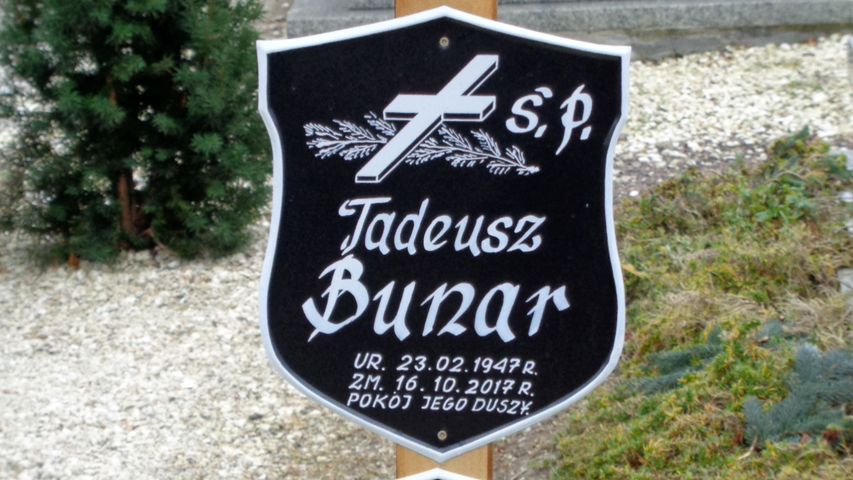 Ś. P.
Tadeusz
Bunar
UR. 23.02.1947 R.
ZM. 16.10.2017 R.
POKÓJ JEGO DUSZY.